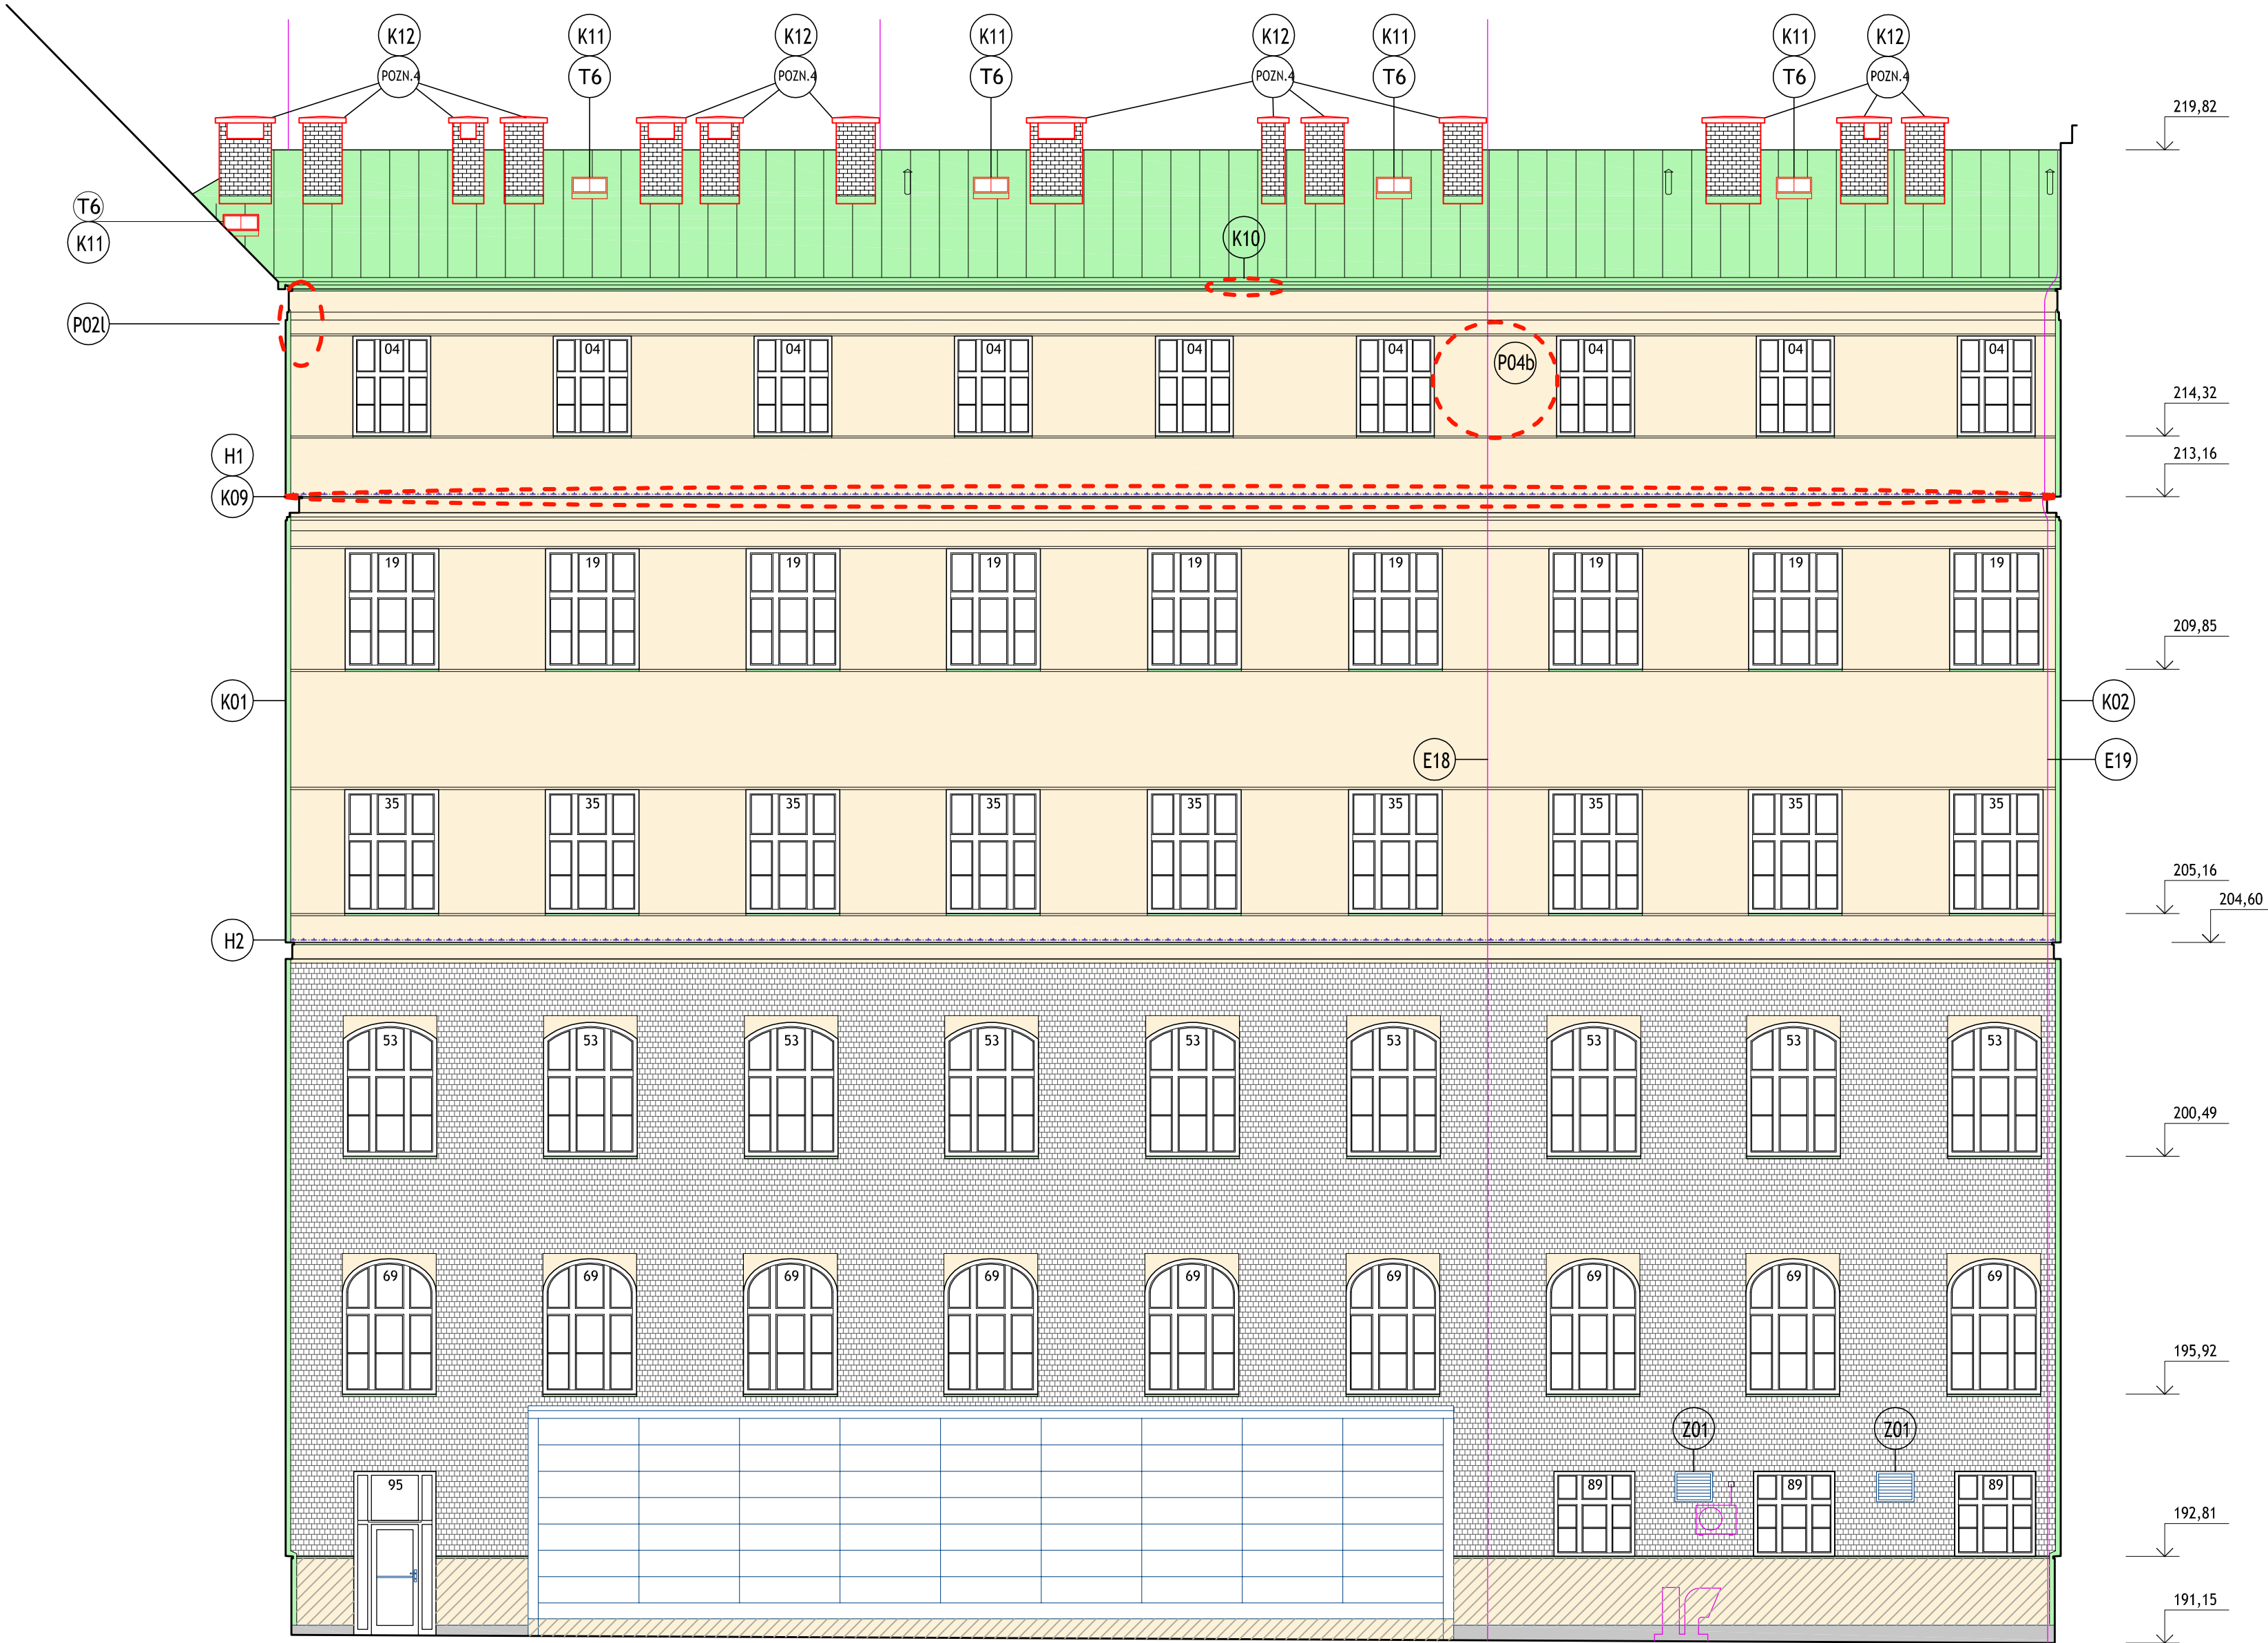 K12 K11 K12 K11 K12 K11 K11 K12
POZN.4 T6 POZN.4 T6 POZN.4 T6 T6 POZN.4
219,82
T6
K11
K10
P02l
04 04 04 04 04 04 04 04 04
P04b
214,32
H1
213,16
K09
19 19 19 19 19 19 19 19 19
209,85
K01
K02
E18
E19
35 35 35 35 35 35 35 35 35
205,16
204,60
H2
53 53 53 53 53 53 53 53 53
200,49
69 69 69 69 69 69 69 69 69
195,92
Z01 Z01
95 89 89 89
192,81
191,15